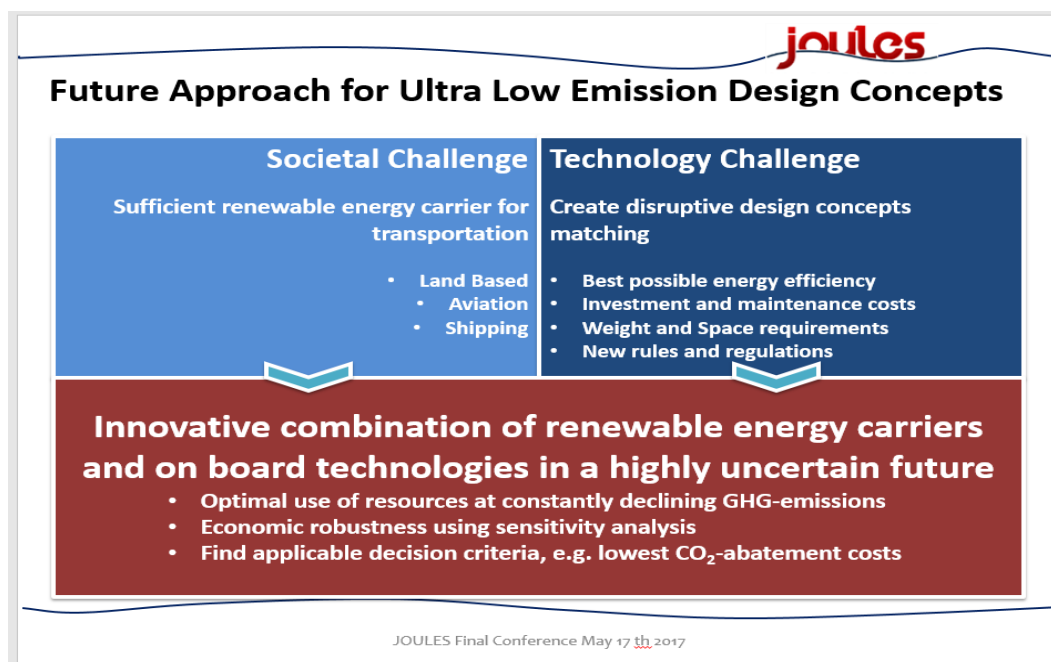 joules
Future Approach for Ultra Low Emission Design Concepts
Societal Challenge
Sufficient renewable energy carrier for
transportation
• Land Based
• Aviation
• Shipping
Technology Challenge
Create disruptive design concepts
matching
• Best possible energy efficiency
• Investment and maintenance costs
• Weight and Space requirements
• New rules and regulations
Innovative combination of renewable energy carriers
and on board technologies in a highly uncertain future
• Optimal use of resources at constantly declining GHG-emissions
• Economic robustness using sensitivity analysis
• Find applicable decision criteria, e.g. lowest CO₂-abatement costs
JOULES Final Conference May 17 th 2017